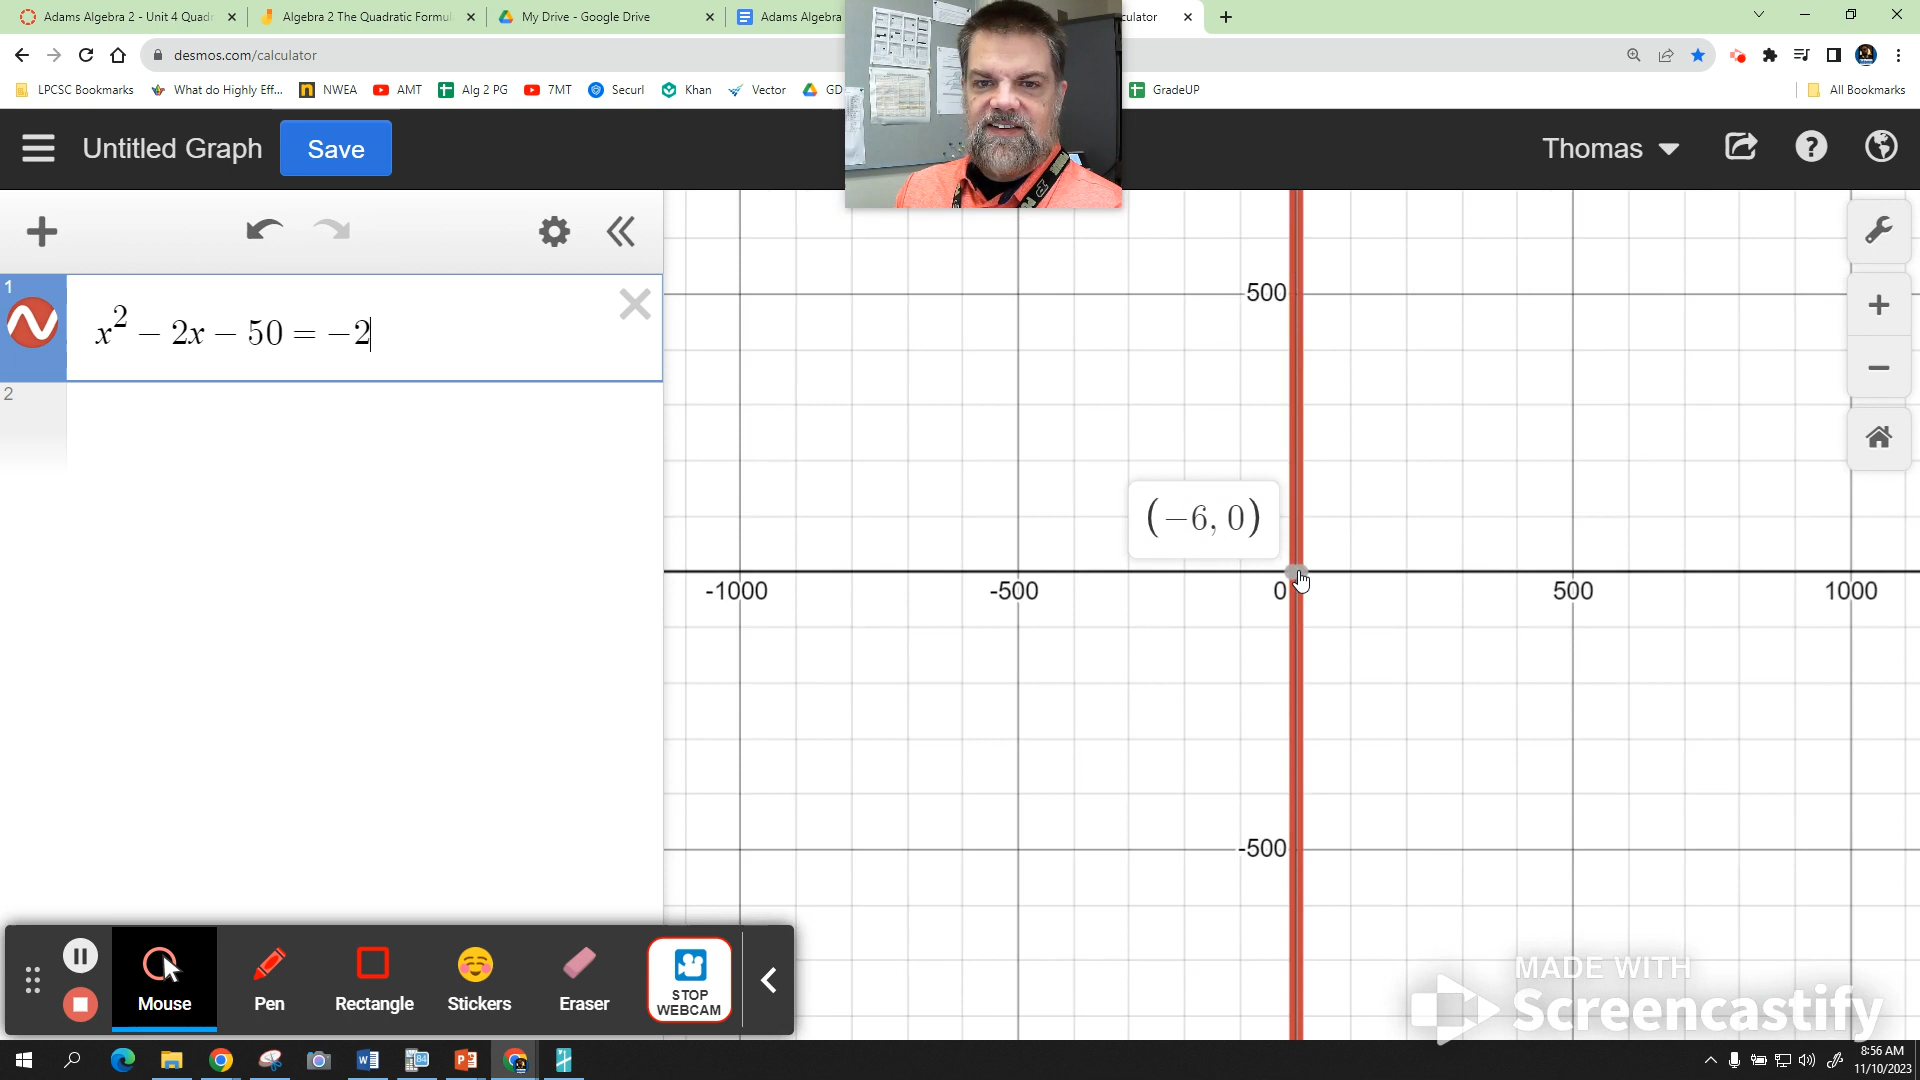 Adams Algebra 2 - Unit 4 Quadr
Algebra 2 The Quadratic Formul
My Drive - Google Drive
Adams Algebra
culator
desmos.com/calculator
LPCSC Bookmarks
What do Highly Eff...
NWEA
AMT
Alg 2 PG
7MT
Securl
Khan
Vector
GD
GradeUP
All Bookmarks
Untitled Graph
Save
Thomas
1
x² − 2x − 50 = −2
2
500
(−6, 0)
-1000
-500
0
500
1000
-500
Mouse
Pen
Rectangle
Stickers
Eraser
STOP
WEBCAM
MADE WITH
Screencastify
8:56 AM
11/10/2023